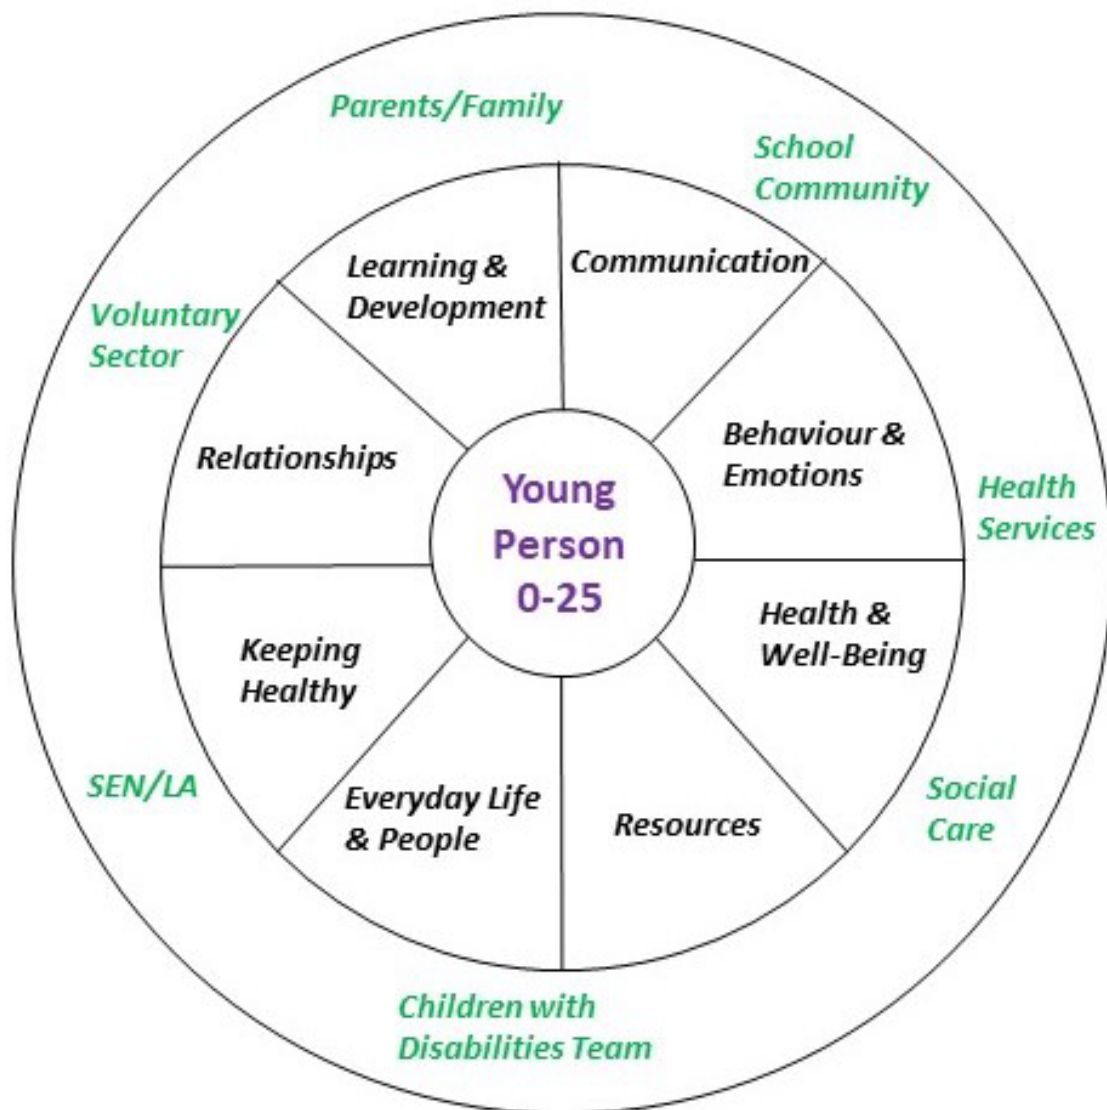 Parents/Family
School
Community
Learning &
Development
Communication
Voluntary
Sector
Relationships
Behaviour &
Emotions
Young
Person
0-25
Health
Services
Keeping
Healthy
Health &
Well-Being
SEN/LA
Everyday Life
& People
Resources
Social
Care
Children with
Disabilities Team